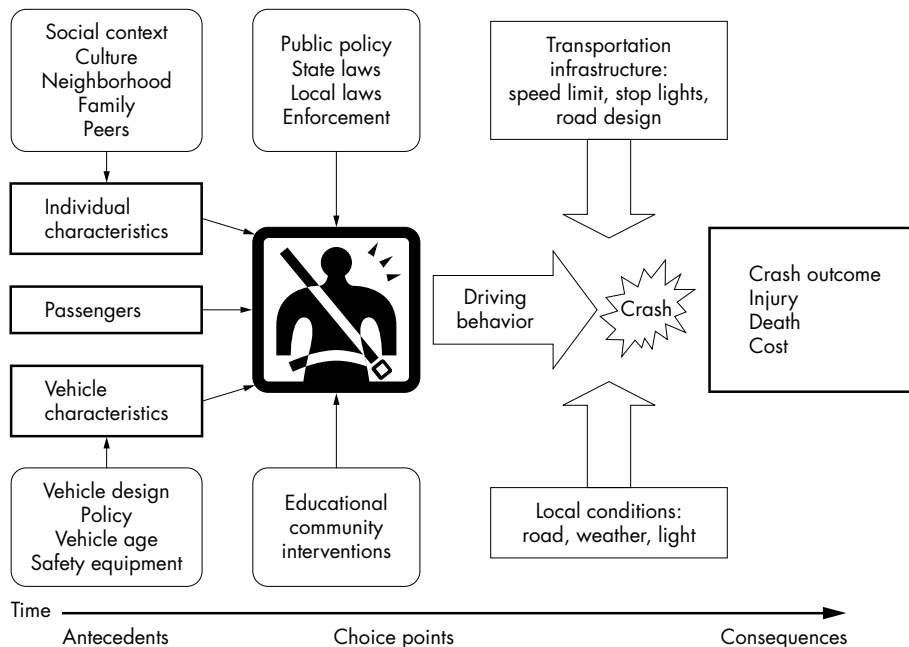 Social context
Culture
Neighborhood
Family
Peers
Public policy
State laws
Local laws
Enforcement
Transportation
infrastructure:
speed limit, stop lights,
road design
Individual
characteristics
Passengers
Vehicle
characteristics
Driving
behavior
Crash
Crash outcome
Injury
Death
Cost
Vehicle design
Policy
Vehicle age
Safety equipment
Educational
community
interventions
Local conditions:
road, weather, light
Time
Antecedents
Choice points
Consequences